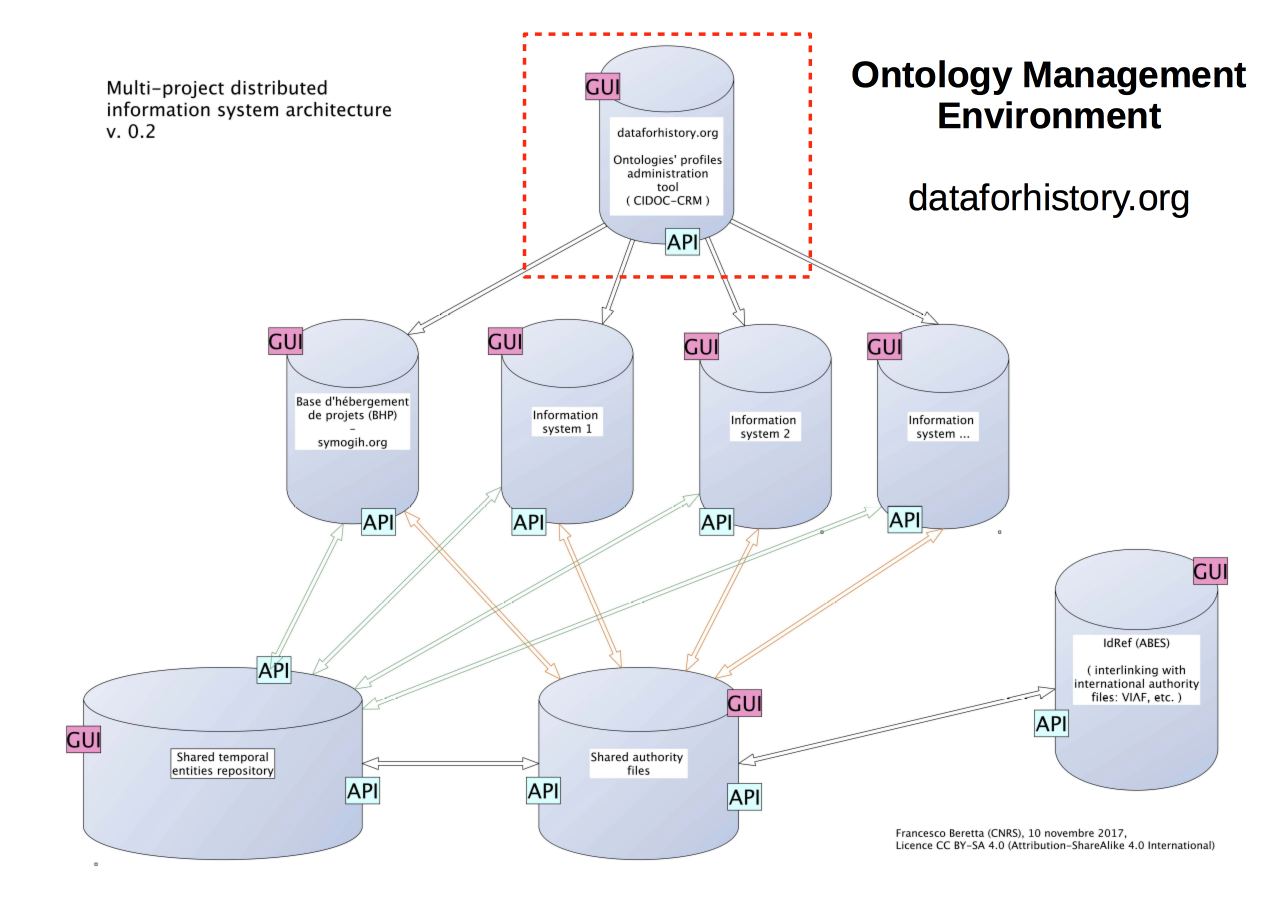 Multi-project distributed
information system architecture
v. 0.2
Ontology Management
Environment
dataforhistory.org
GUI
dataforhistory.org
Ontologies' profiles
administration
tool
( CIDOC-CRM )
API
GUI
Base d'hébergement
de projets (BHP)
–
symogih.org
API
GUI
Information
system 1
API
GUI
Information
system 2
API
GUI
Information
system ...
API
API
GUI
Shared temporal
entities repository
API
GUI
Shared authority
files
API
API
GUI
IdRef (ABES)
( interlinking with
international authority
files: VIAF, etc. )
API
Francesco Beretta (CNRS), 10 novembre 2017,
Licence CC BY-SA 4.0 (Attribution-ShareAlike 4.0 International)